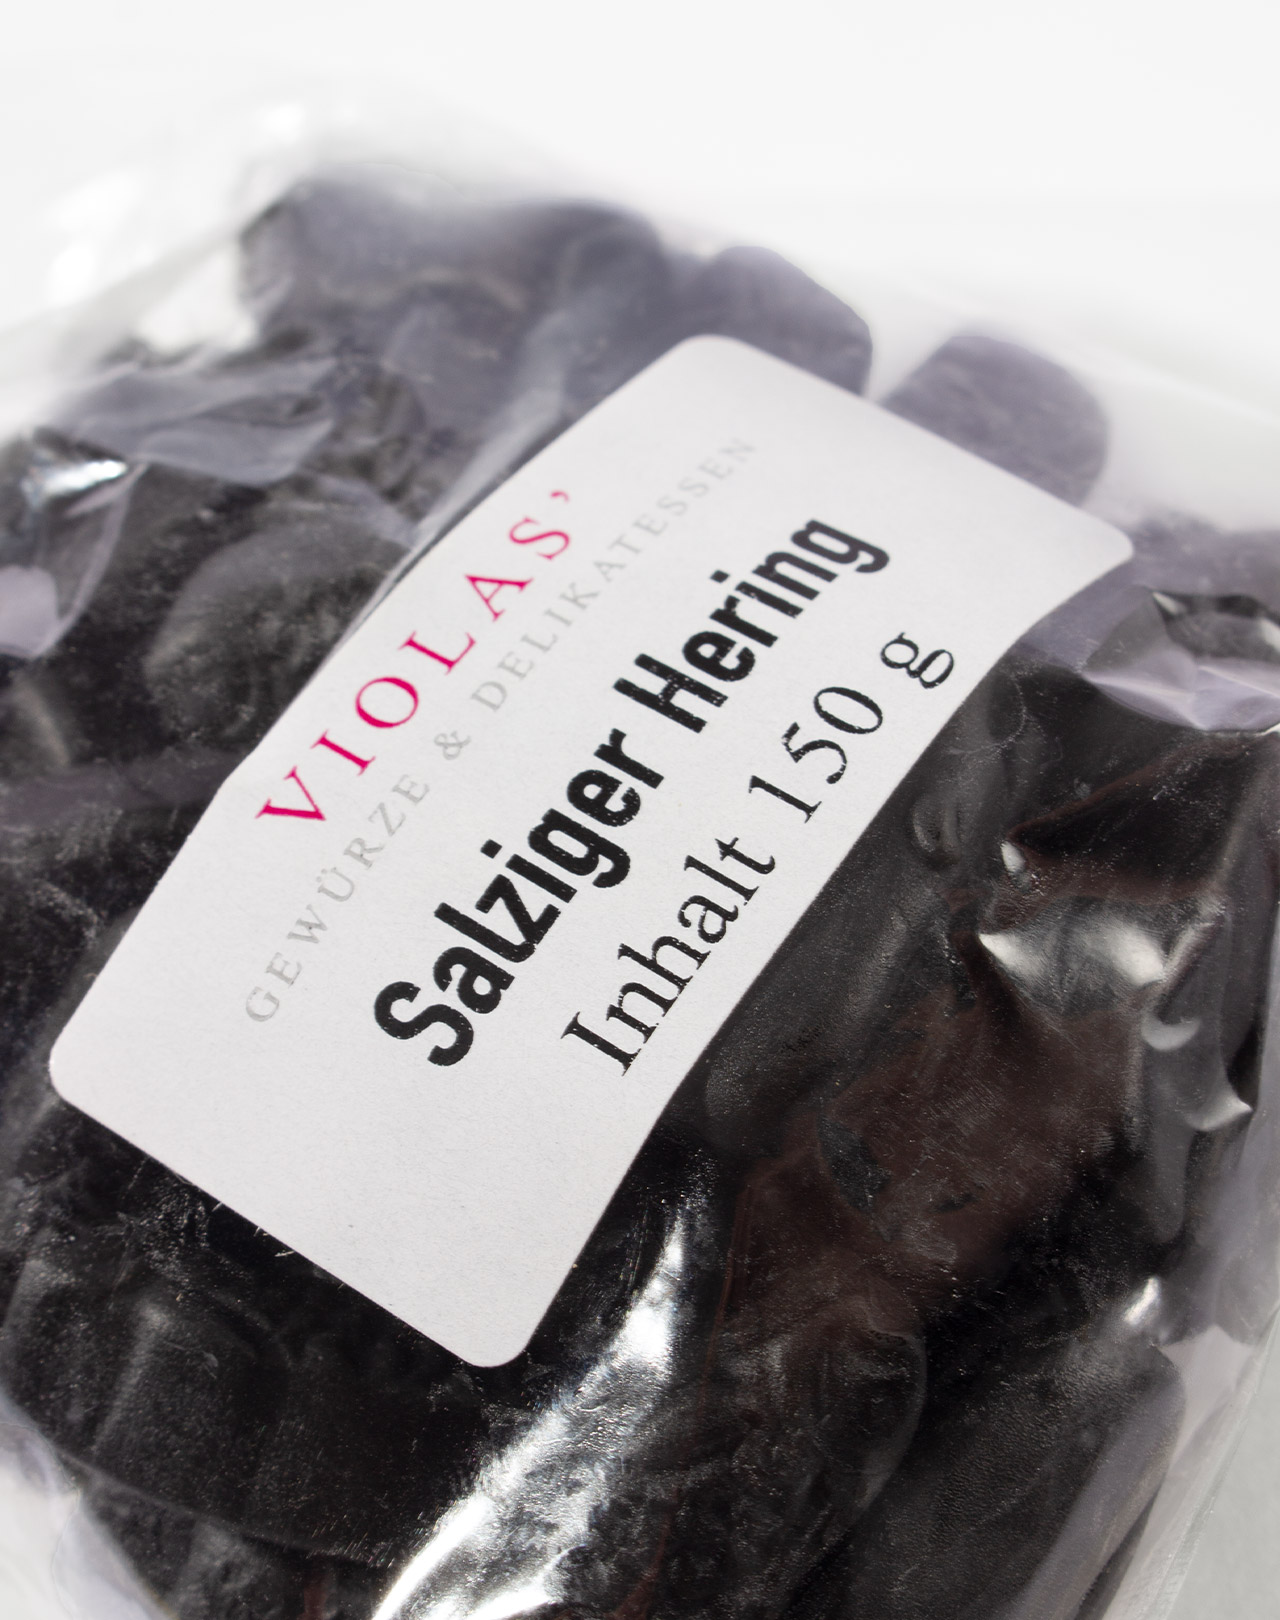 VIOLAS’
GEWÜRZE & DELIKATESSEN
Salziger Hering
Inhalt 150 g